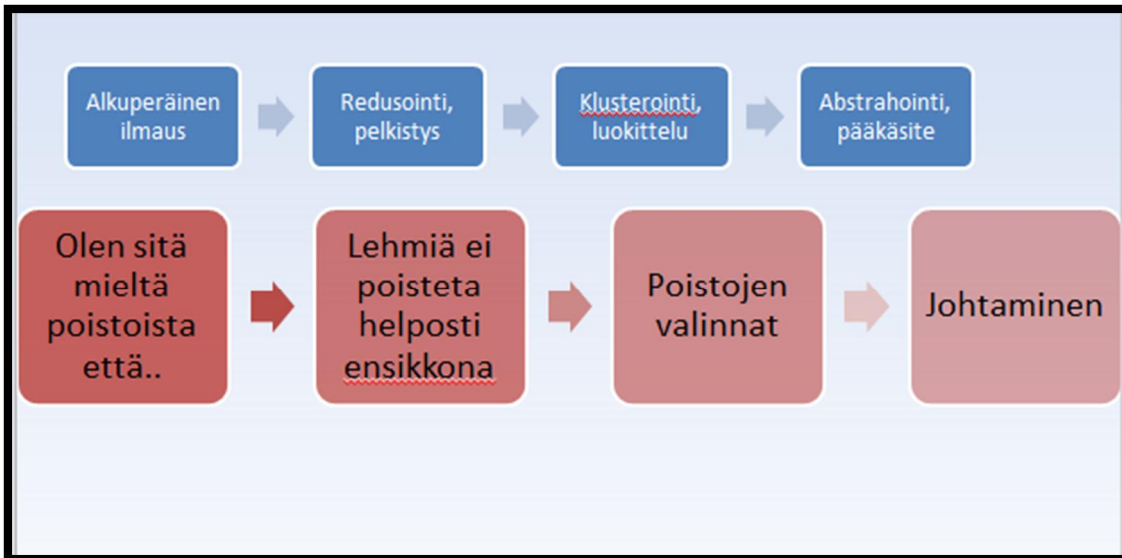 Alkuperäinen
ilmaus
Redusointi,
pelkistys
Klusterointi,
luokittelu
Abstrahointi,
pääkäsite
Olen sitä
mieltä
poistoista
että..
Lehmiä ei
poisteta
helposti
ensikkona
Poistojen
valinnat
Johtaminen